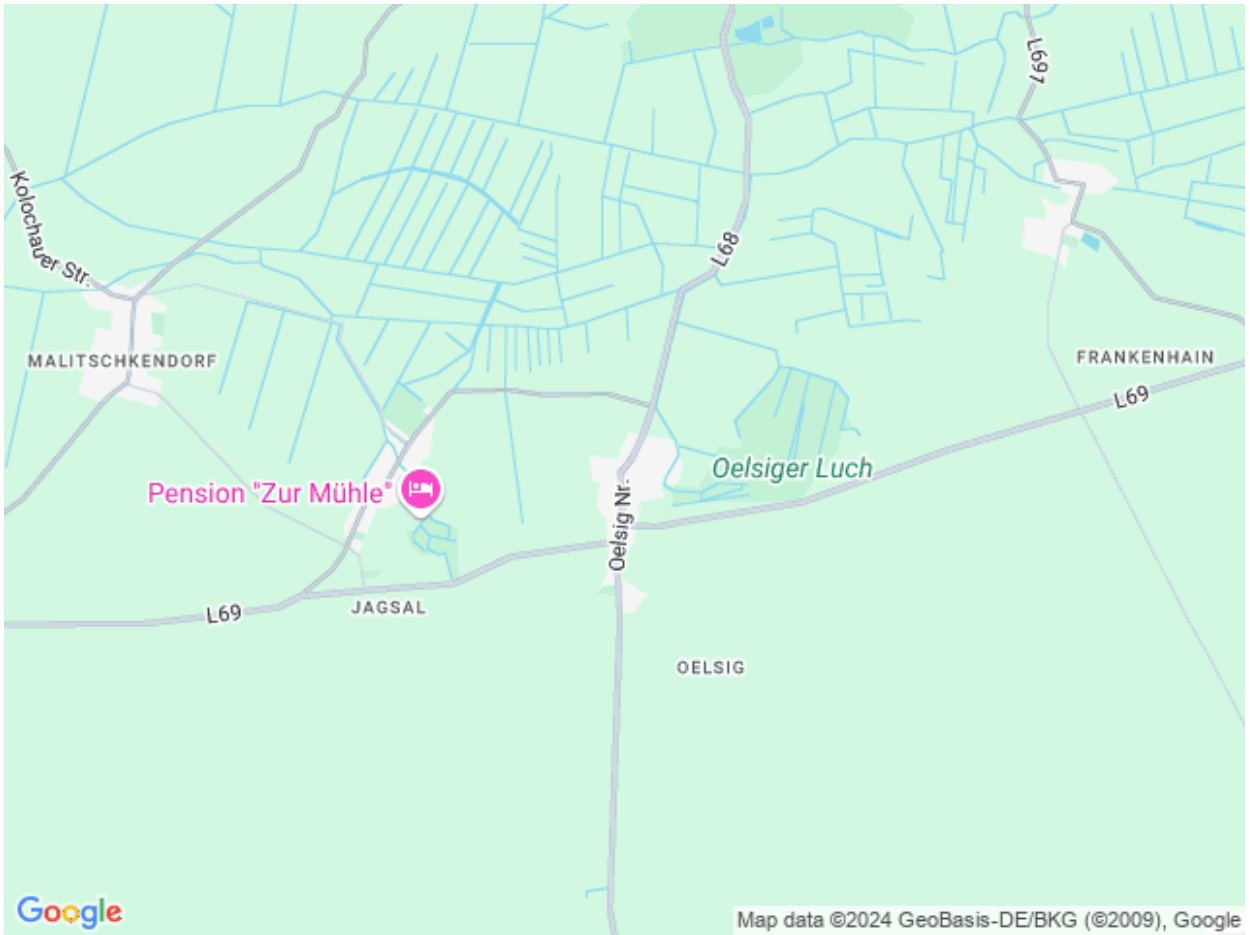 L697
Kolochauer Str.
L68
MALITSCHKENDORF
FRANKENHAIN
L69
Oelsiger Luch
Pension "Zur Mühle"
Oelsig Nr.
L69
JAGSAL
OELSIG
Google
Map data ©2024 GeoBasis-DE/BKG (©2009), Google